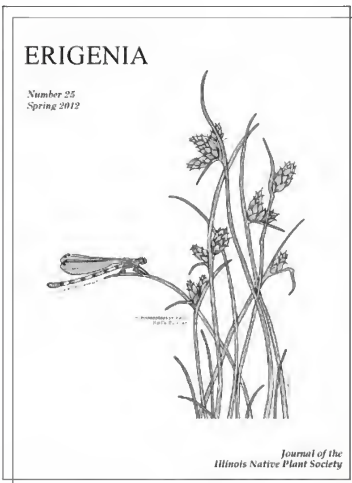 ERIGENIA
Number 25
Spring 2012
Journal of the
Illinois Native Plant Society